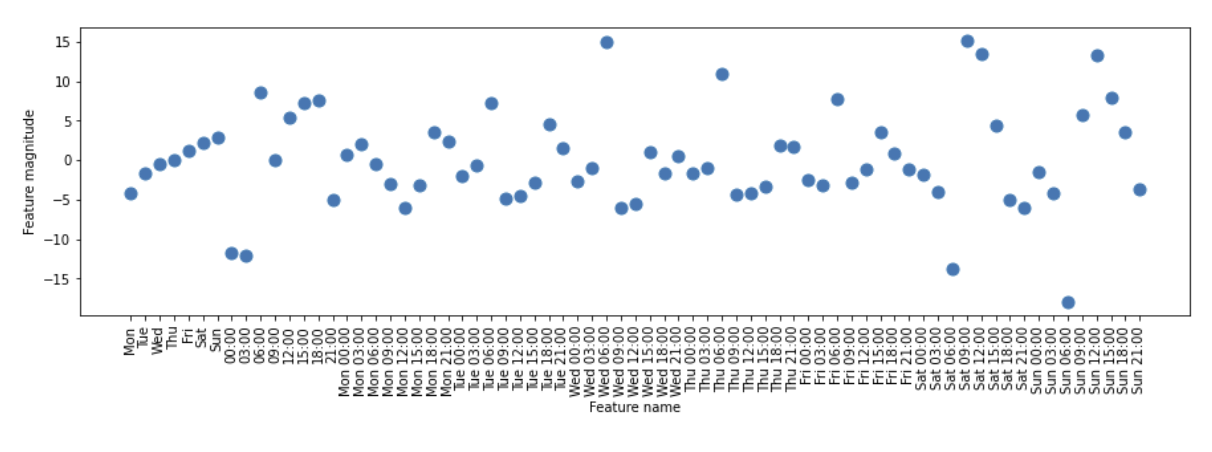 15
10
5
0
−5
−10
−15
Feature magnitude
Mon
Tue
Wed
Thu
Fri
Sat
Sun
00:00
03:00
06:00
09:00
12:00
15:00
18:00
21:00
Mon 00:00
Mon 03:00
Mon 06:00
Mon 09:00
Mon 12:00
Mon 15:00
Mon 18:00
Mon 21:00
Tue 00:00
Tue 03:00
Tue 06:00
Tue 09:00
Tue 12:00
Tue 15:00
Tue 18:00
Tue 21:00
Wed 00:00
Wed 03:00
Wed 06:00
Wed 09:00
Wed 12:00
Wed 15:00
Wed 18:00
Wed 21:00
Thu 00:00
Thu 03:00
Thu 06:00
Thu 09:00
Thu 12:00
Thu 15:00
Thu 18:00
Thu 21:00
Fri 00:00
Fri 03:00
Fri 06:00
Fri 09:00
Fri 12:00
Fri 15:00
Fri 18:00
Fri 21:00
Sat 00:00
Sat 03:00
Sat 06:00
Sat 09:00
Sat 12:00
Sat 15:00
Sat 18:00
Sat 21:00
Sun 00:00
Sun 03:00
Sun 06:00
Sun 09:00
Sun 12:00
Sun 15:00
Sun 18:00
Sun 21:00
Feature name